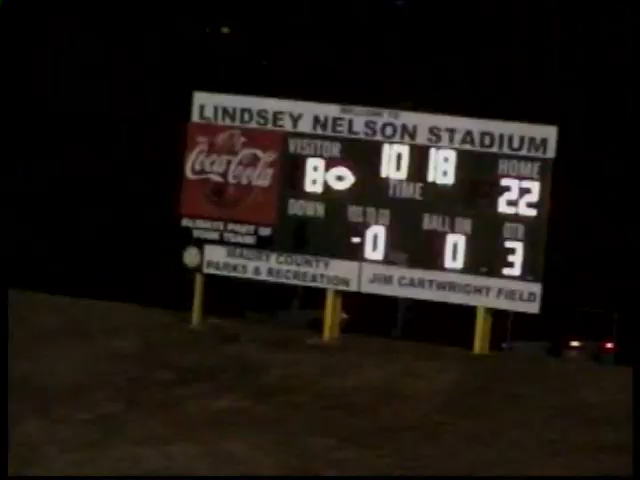 WELCOME TO
LINDSEY NELSON STADIUM
Coca-Cola
ALWAYS PART OF
YOUR TEAM!
VISITOR
8
10 18
TIME
HOME
22
DOWN
YDS TO GO
-0
BALL ON
0
QTR
3
MAURY COUNTY
PARKS & RECREATION
JIM CARTWRIGHT FIELD